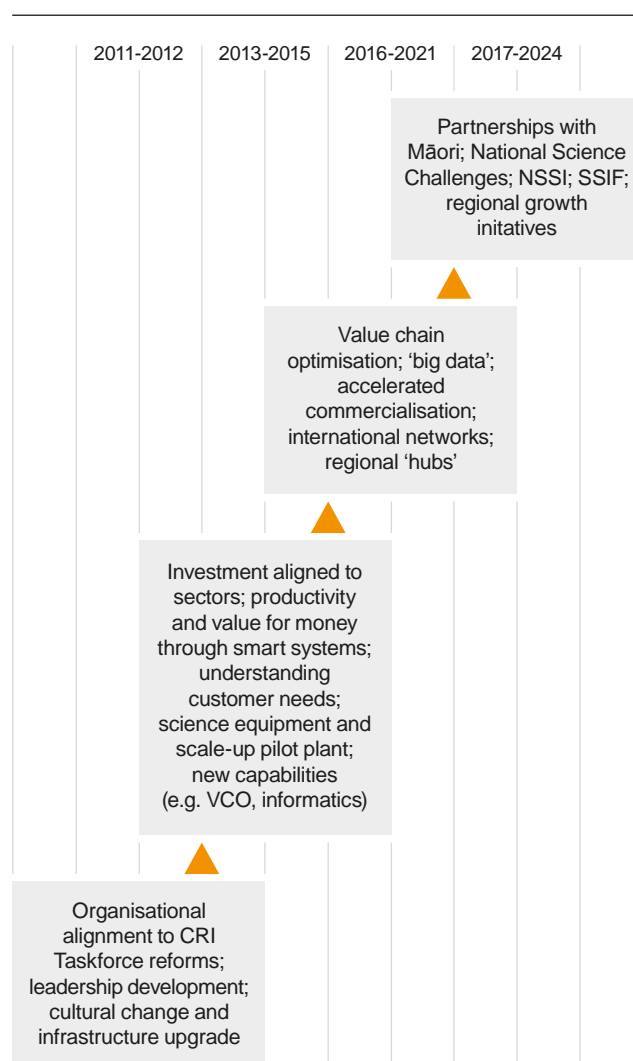 2011-2012 2013-2015 2016-2021 2017-2024
Partnerships with
Māori; National Science
Challenges; NSSI; SSIF;
regional growth
initatives
Value chain
optimisation; ‘big data’;
accelerated
commercialisation;
international networks;
regional ‘hubs’
Investment aligned to
sectors; productivity
and value for money
through smart systems;
understanding
customer needs;
science equipment and
scale-up pilot plant;
new capabilities
(e.g. VCO, informatics)
Organisational
alignment to CRI
Taskforce reforms;
leadership development;
cultural change and
infrastructure upgrade